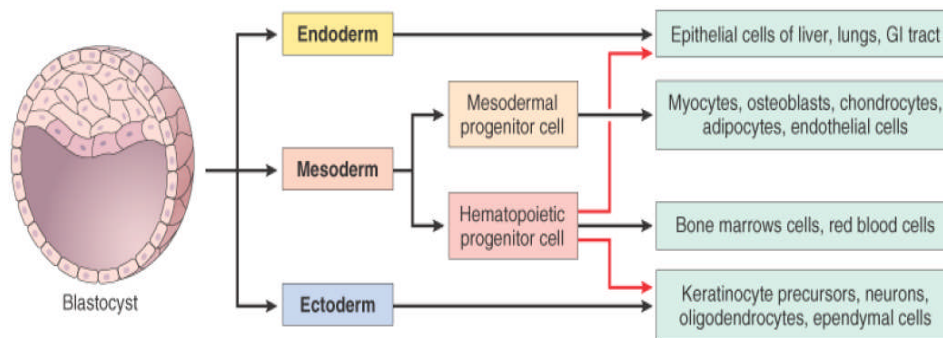 Endoderm
Epithelial cells of liver, lungs, GI tract
Mesodermal
progenitor cell
Myocytes, osteoblasts, chondrocytes,
adipocytes, endothelial cells
Mesoderm
Hematopoietic
progenitor cell
Bone marrows cells, red blood cells
Blastocyst
Ectoderm
Keratinocyte precursors, neurons,
oligodendrocytes, ependymal cells